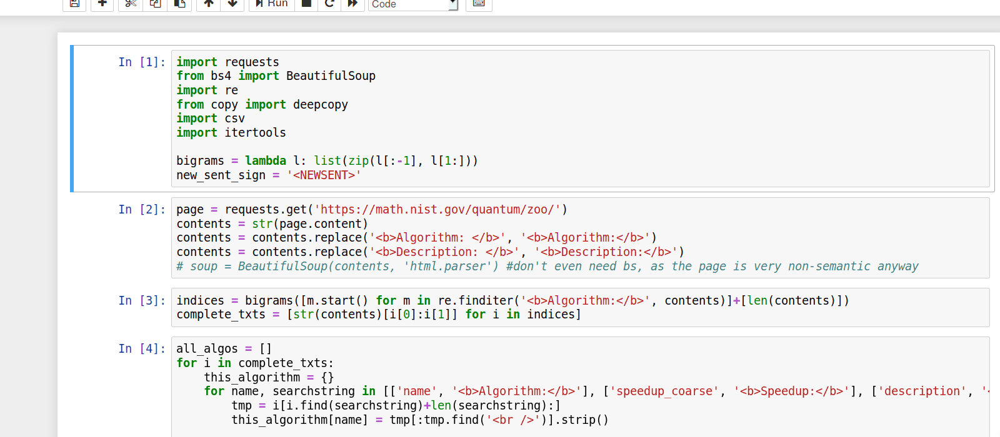 Run Code
In [1]: import requests
from bs4 import BeautifulSoup
import re
from copy import deepcopy
import csv
import itertools
bigrams = lambda l: list(zip(l[:-1], l[1:]))
new_sent_sign = '<NEWSENT>'
In [2]: page = requests.get('https://math.nist.gov/quantum/zoo/')
contents = str(page.content)
contents = contents.replace('<b>Algorithm: </b>', '<b>Algorithm:</b>')
contents = contents.replace('<b>Description: </b>', '<b>Description:</b>')
# soup = BeautifulSoup(contents, 'html.parser') #don't even need bs, as the page is very non-semantic anyway
In [3]: indices = bigrams([m.start() for m in re.finditer('<b>Algorithm:</b>', contents)]+[len(contents)])
complete_txts = [str(contents)[i[0]:i[1]] for i in indices]
In [4]: all_algos = []
for i in complete_txts:
    this_algorithm = {}
    for name, searchstring in [['name', '<b>Algorithm:</b>'], ['speedup_coarse', '<b>Speedup:</b>'], ['description', '<
        tmp = i[i.find(searchstring)+len(searchstring):]
        this_algorithm[name] = tmp[:tmp.find('<br />')].strip()